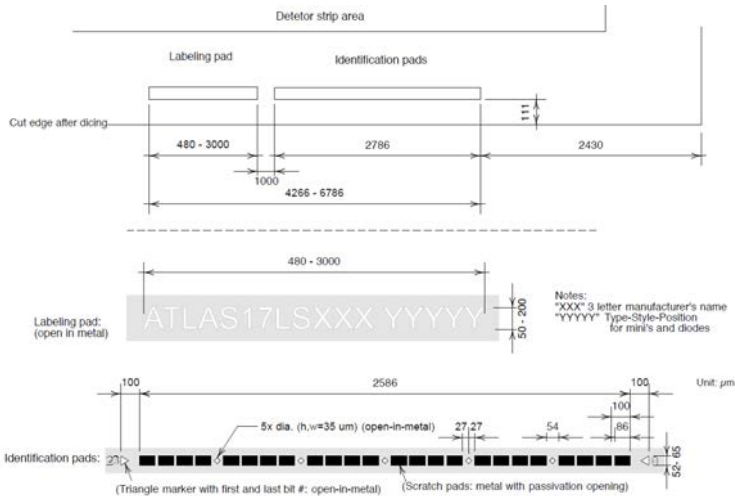 Detetor strip area
Labeling pad
Identification pads
111
Cut edge after dicing
480 - 3000
2786
2430
1000
4266 - 6786
480 - 3000
ATLAS17LSXXX YYYYY
50 - 200
Labeling pad:
(open in metal)
Notes:
"XXX" 3 letter manufacturer's name
"YYYYY" Type-Style-Position
for mini's and diodes
100
2586
100
Unit: µm
100
5x dia. (h,w=35 um) (open-in-metal)
27
27
54
86
Identification pads:
52- 65
(Triangle marker with first and last bit #: open-in-metal)
(Scratch pads: metal with passivation opening)